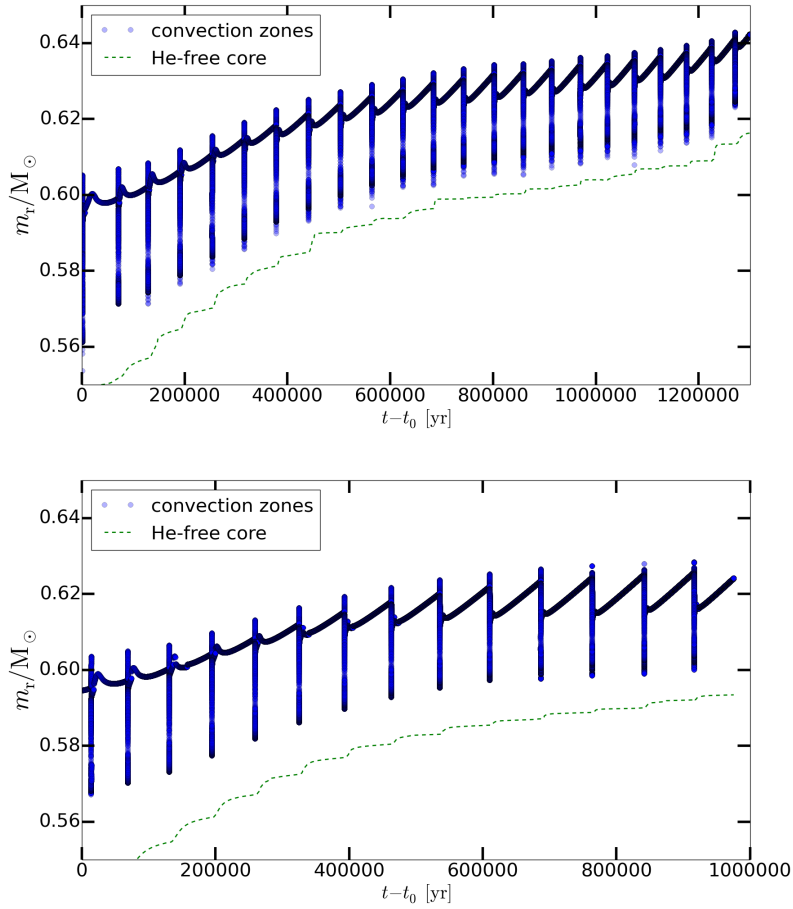 convection zones
He-free core
0.64
0.62
0.60
0.58
0.56
m_r/M_⊙
0 200000 400000 600000 800000 1000000 1200000
t−t_0 [yr]
convection zones
He-free core
0.64
0.62
0.60
0.58
0.56
m_r/M_⊙
0 200000 400000 600000 800000 1000000
t−t_0 [yr]